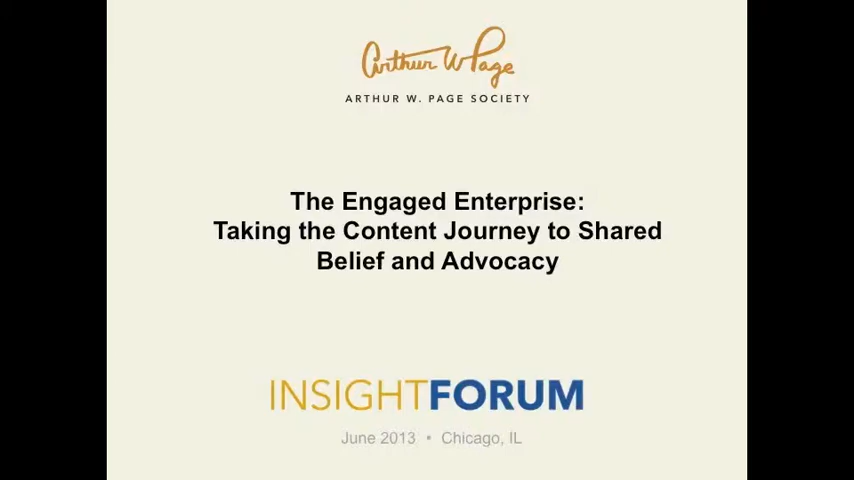 Arthur W Page
ARTHUR W. PAGE SOCIETY
The Engaged Enterprise:
Taking the Content Journey to Shared
Belief and Advocacy
INSIGHTFORUM
June 2013 • Chicago, IL